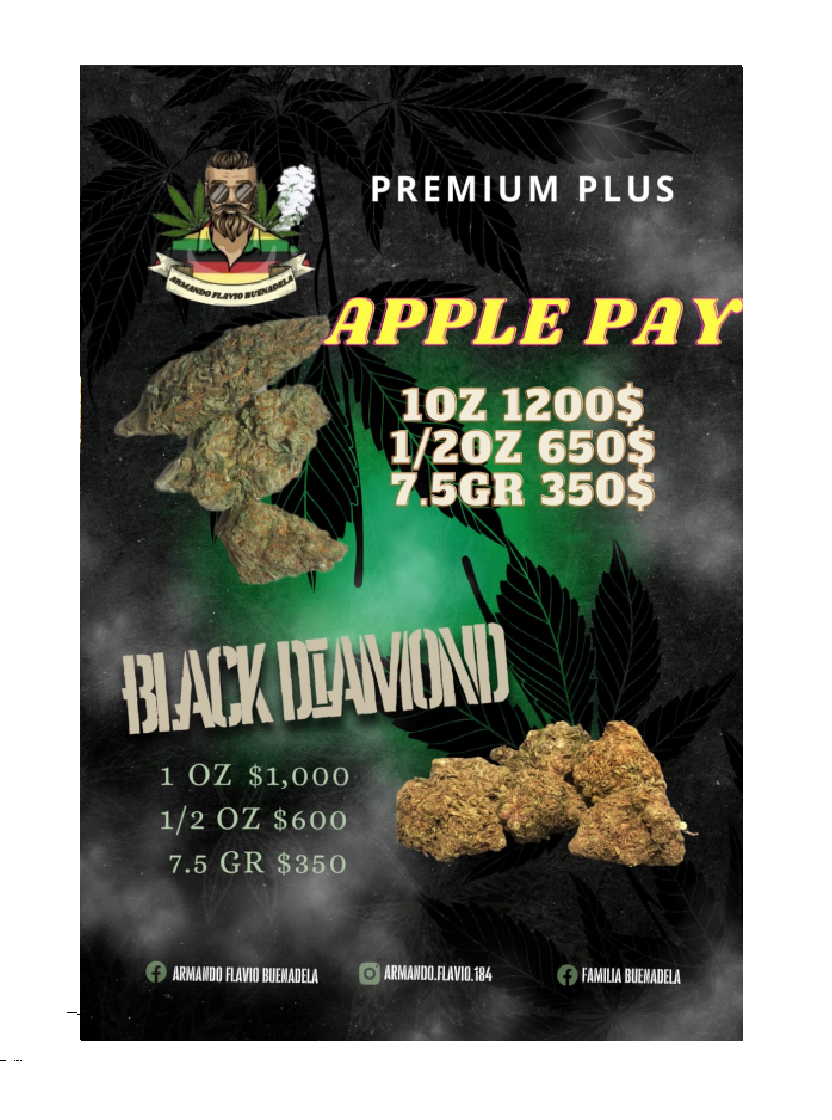 PREMIUM PLUS
ARMANDO FLAVIO BUENADELA
APPLE PAY
1OZ 1200$
1/2OZ 650$
7.5GR 350$
BLACK DIAMOND
1 OZ $1,000
1/2 OZ $600
7.5 GR $350
ARMANDO FLAVIO BUENADELA
ARMANDO.FLAVIO.184
FAMILIA BUENADELA